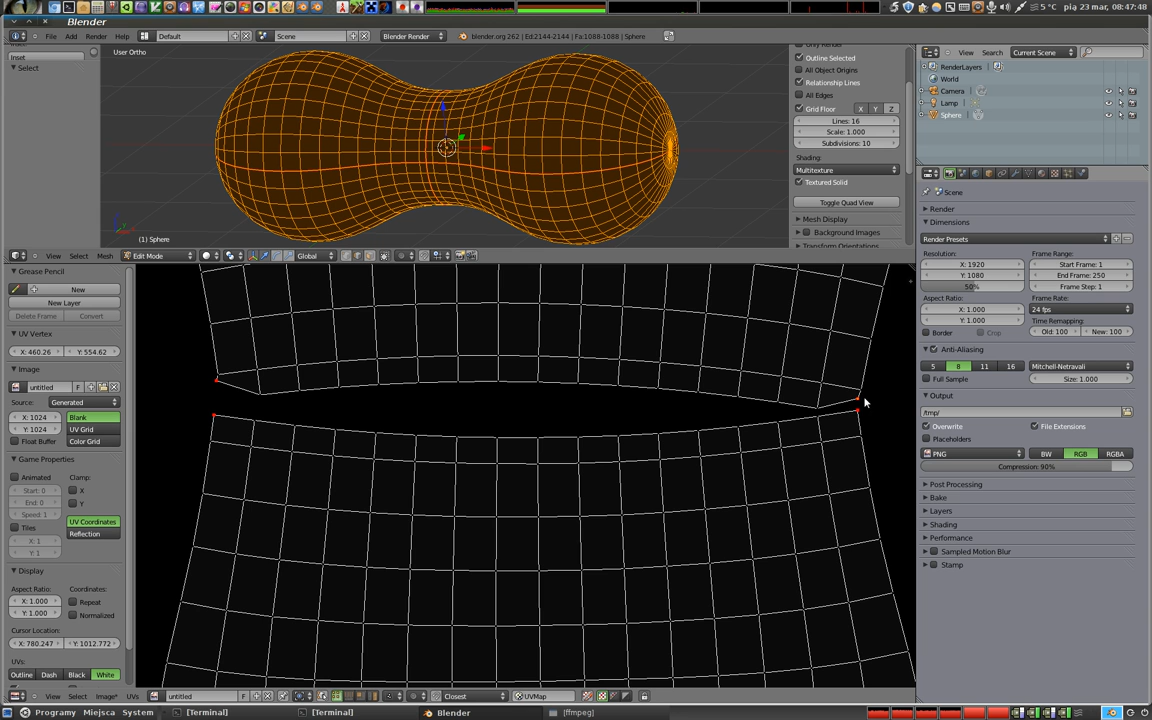 5 °C pią 23 mar, 08:47:48
Blender
File Add Render Help
Default
Scene
Blender Render
blender.org 262 | Ed:2144-2144 | Fa:1088-1088 | Sphere
Inset
Select
User Ortho
(1) Sphere
Outline Selected
All Object Origins
Relationship Lines
All Edges
Grid Floor X Y Z
Lines: 16
Scale: 1.000
Subdivisions: 10
Shading:
Multitexture
Textured Solid
Toggle Quad View
Mesh Display
Background Images
View Search Current Scene
RenderLayers
World
Camera
Lamp
Sphere
View Select Mesh Edit Mode Global
Grease Pencil
New
New Layer
Delete Frame Convert
UV Vertex
X: 460.26 Y: 554.62
Image
untitled F
Source: Generated
X: 1024 Blank
Y: 1024 UV Grid
Float Buffer Color Grid
Game Properties
Animated Clamp:
Start: 0 X
End: 0 Y
Speed: 1
Tiles UV Coordinates
X: 1 Reflection
Y: 1
Display
Aspect Ratio: Coordinates:
X: 1.000 Repeat
Y: 1.000 Normalized
Cursor Location:
X: 780.247 Y: 1012.772
UVs:
Outline Dash Black White
View Select Image* UVs untitled F Closest UVMap
Scene
Render
Dimensions
Render Presets
Resolution: Frame Range:
X: 1920 Start Frame: 1
Y: 1080 End Frame: 250
50% Frame Step: 1
Aspect Ratio: Frame Rate:
X: 1.000 24 fps
Y: 1.000 Time Remapping:
Border Crop Old: 100 New: 100
Anti-Aliasing
5 8 11 16 Mitchell-Netravali
Full Sample Size: 1.000
Output
/tmp/
Overwrite File Extensions
Placeholders
PNG BW RGB RGBA
Compression: 90%
Post Processing
Bake
Layers
Shading
Performance
Sampled Motion Blur
Stamp
Programy Miejsca System [Terminal] [Terminal] Blender [ffmpeg]